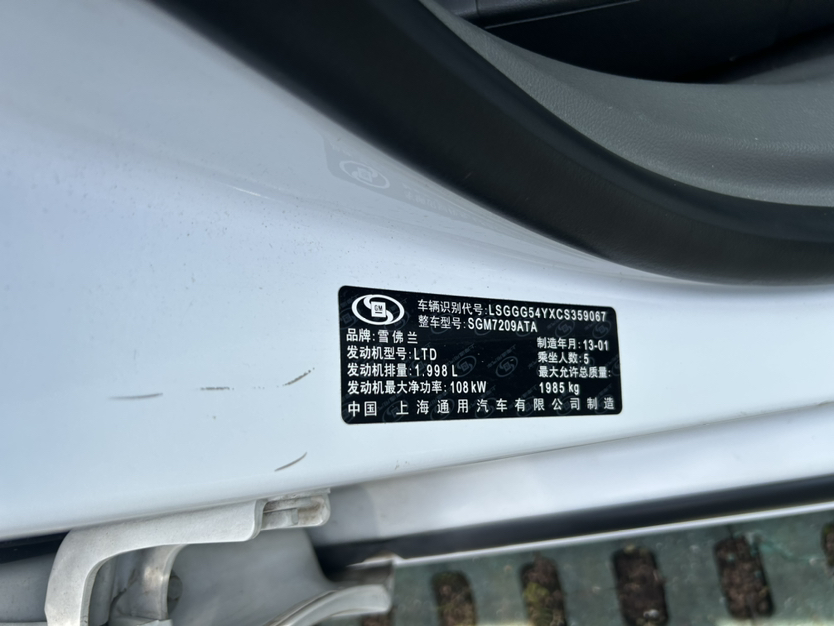 GM
车辆识别代号:LSGGG54YXCS359067
整车型号:SGM7209ATA
品牌:雪佛兰
制造年月:13-01
发动机型号:LTD
乘坐人数:5
发动机排量:1.998 L
最大允许总质量:
发动机最大净功率:108kW
1985 kg
中国 上海通用汽车有限公司制造